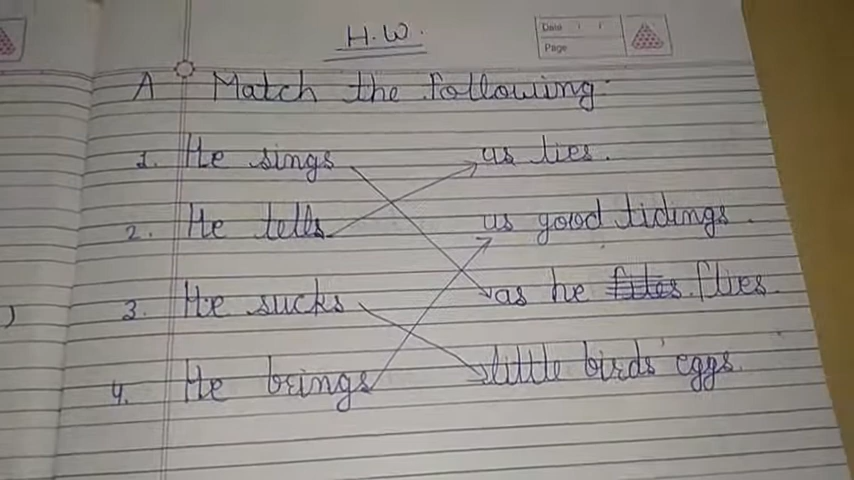 H.W.
Date / /
Page
A Match the following:
1. He sings us lies.
2. He tells us good tidings.
3. He sucks as he flies.
4. He brings little birds' eggs.
)